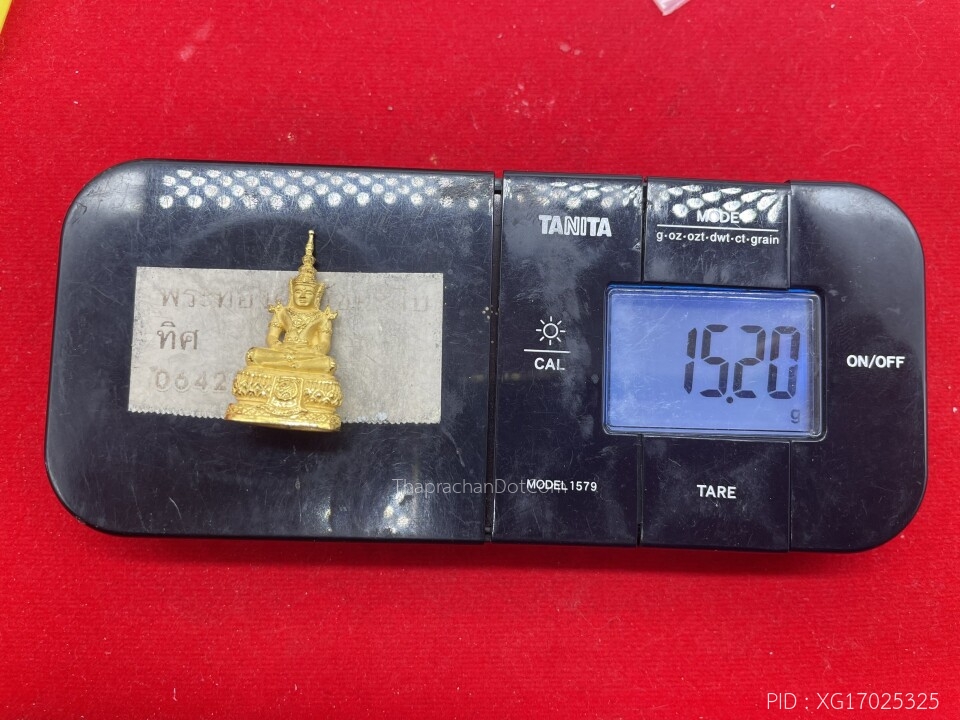 TANITA
MODE
g·oz·ozt·dwt·ct·grain
ทิศ
0642
CAL
15.20
g
ON/OFF
MODEL 1579
TARE
ThaprachanDotCom
PID : XG17025325